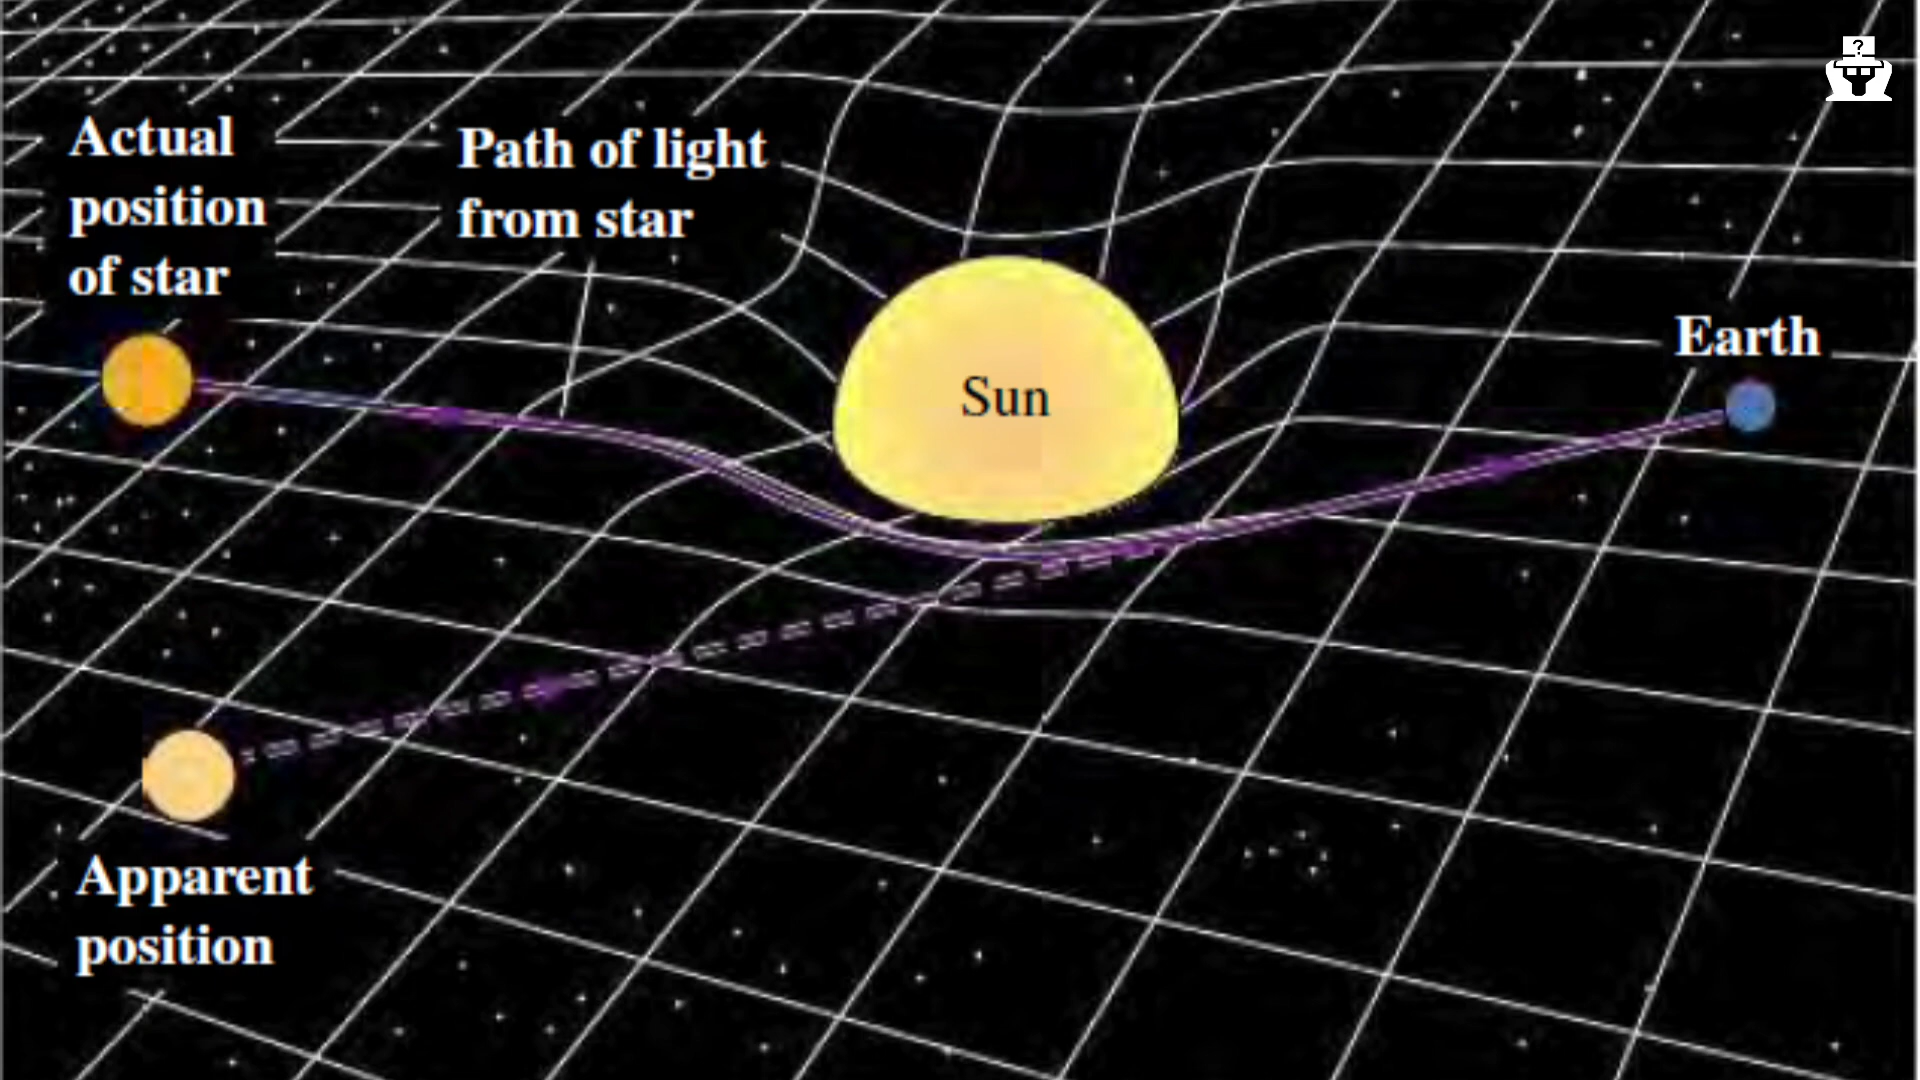 Actual
position
of star
Path of light
from star
Sun
Earth
Apparent
position
?